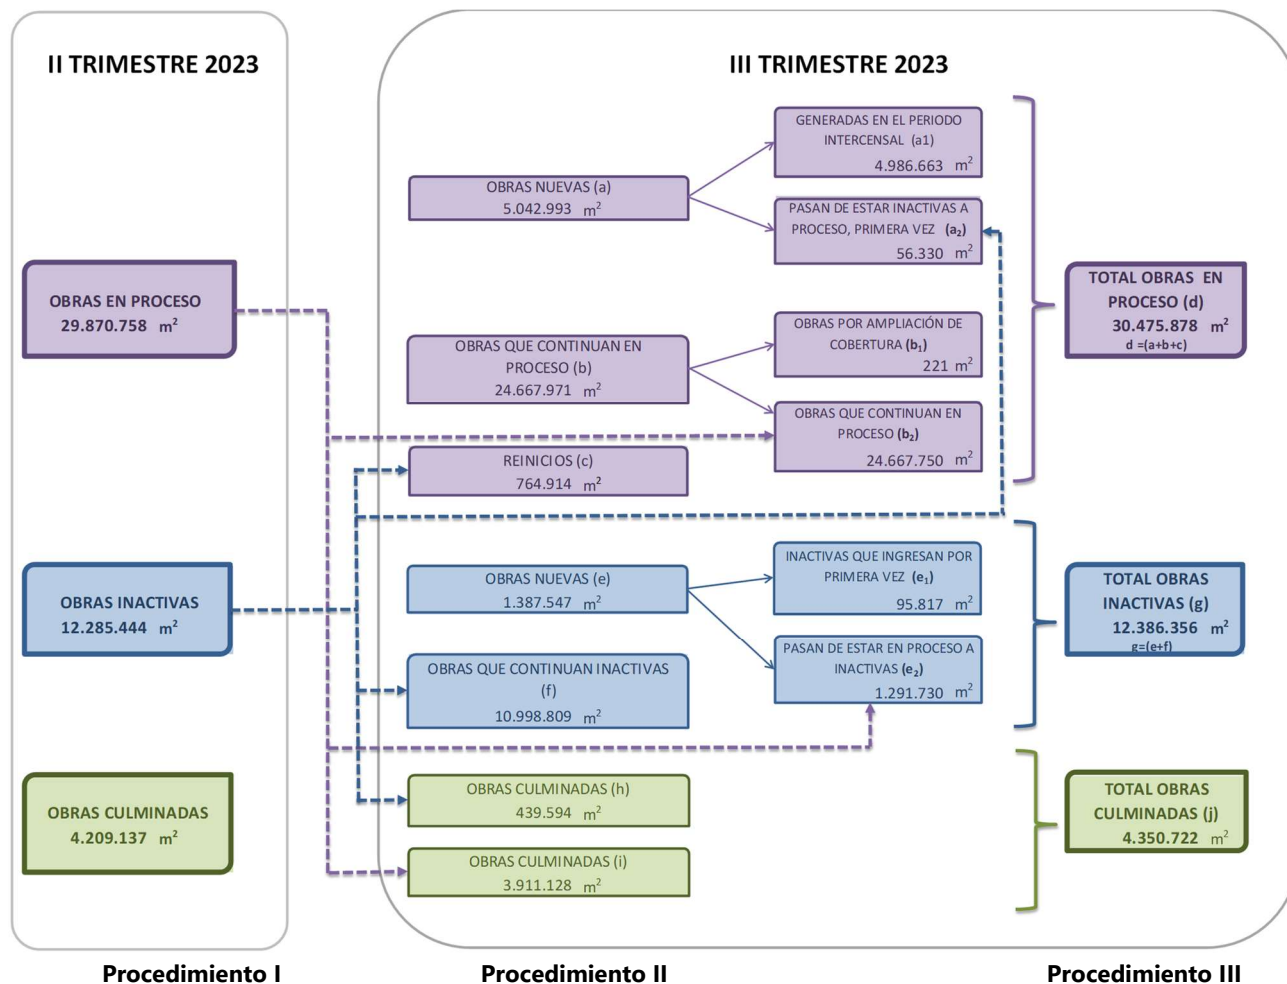 II TRIMESTRE 2023
OBRAS EN PROCESO
29.870.758 m²
OBRAS INACTIVAS
12.285.444 m²
OBRAS CULMINADAS
4.209.137 m²
III TRIMESTRE 2023
OBRAS NUEVAS (a)
5.042.993 m²
GENERADAS EN EL PERIODO
INTERCENSAL (a1)
4.986.663 m²
PASAN DE ESTAR INACTIVAS A
PROCESO, PRIMERA VEZ (a₂)
56.330 m²
OBRAS QUE CONTINUAN EN
PROCESO (b)
24.667.971 m²
OBRAS POR AMPLIACIÓN DE
COBERTURA (b₁)
221 m²
OBRAS QUE CONTINUAN EN
PROCESO (b₂)
24.667.750 m²
REINICIOS (c)
764.914 m²
OBRAS NUEVAS (e)
1.387.547 m²
INACTIVAS QUE INGRESAN POR
PRIMERA VEZ (e₁)
95.817 m²
PASAN DE ESTAR EN PROCESO A
INACTIVAS (e₂)
1.291.730 m²
OBRAS QUE CONTINUAN INACTIVAS
(f)
10.998.809 m²
OBRAS CULMINADAS (h)
439.594 m²
OBRAS CULMINADAS (i)
3.911.128 m²
TOTAL OBRAS EN
PROCESO (d)
30.475.878 m²
d =(a+b+c)
TOTAL OBRAS
INACTIVAS (g)
12.386.356 m²
g=(e+f)
TOTAL OBRAS
CULMINADAS (j)
4.350.722 m²
Procedimiento I
Procedimiento II
Procedimiento III